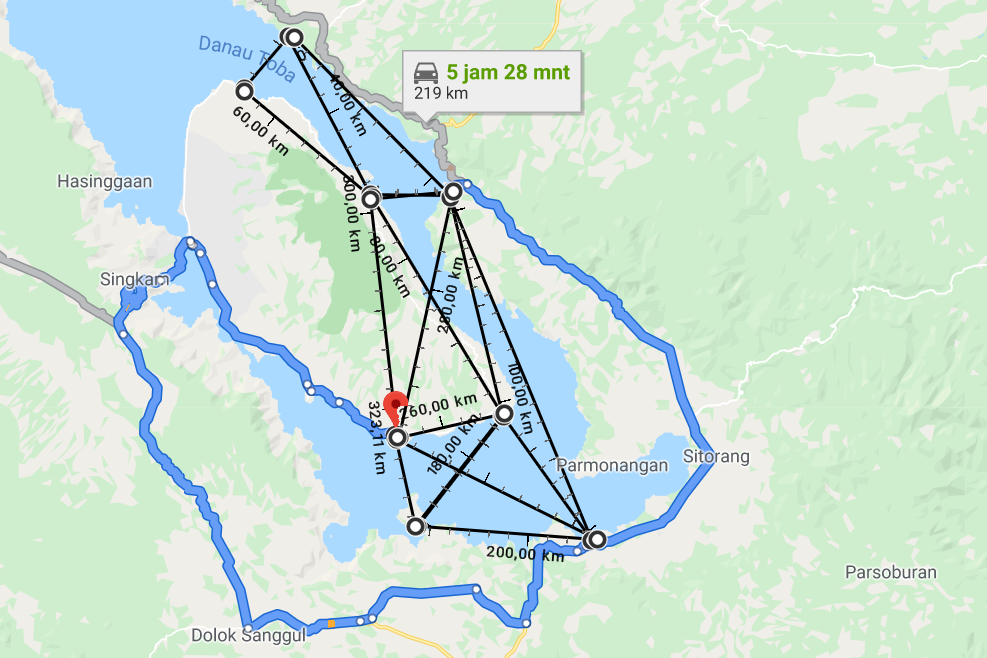 Danau Toba
5 jam 28 mnt
219 km
40,00 km
60,00 km
Hasinggaan
300,00 km
80,00 km
Singkam
280,00 km
100,00 km
260,00 km
323,11 km
180,00 km
Parmonangan
Sitorang
200,00 km
Parsoburan
Dolok Sanggul